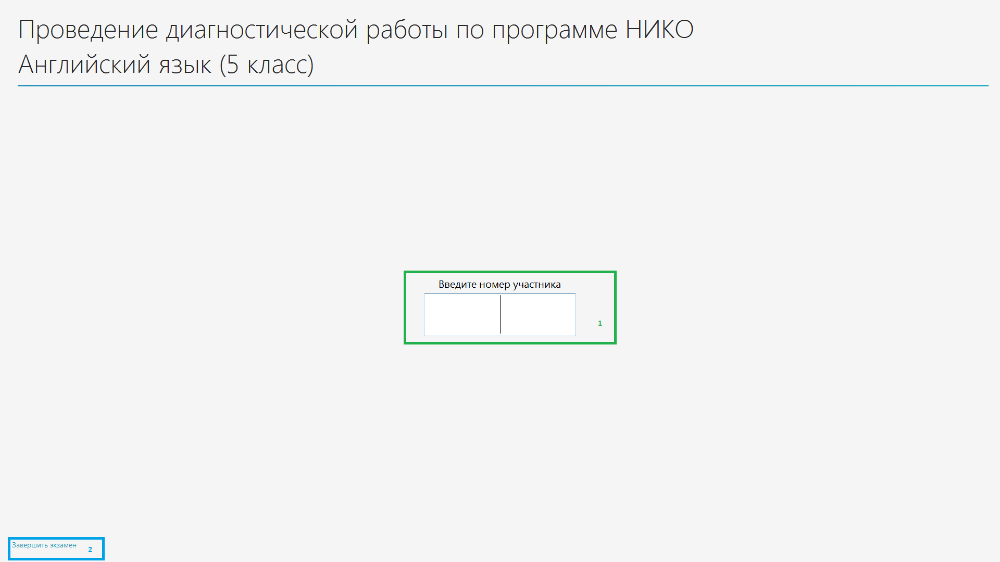 Проведение диагностической работы по программе НИКО
Английский язык (5 класс)
Введите номер участника
1
Завершить экзамен 2